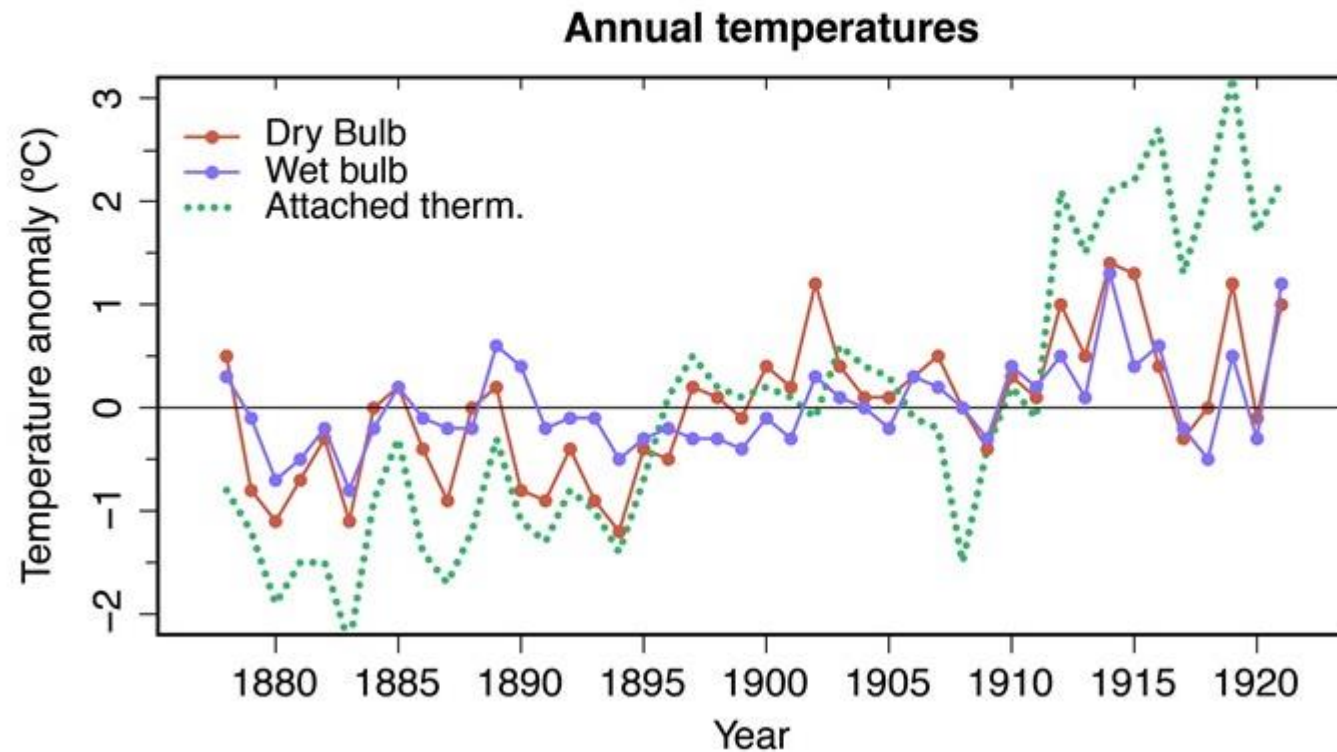 Annual temperatures
Temperature anomaly (ºC)
3
2
1
0
−1
−2
Dry Bulb
Wet bulb
Attached therm.
1880 1885 1890 1895 1900 1905 1910 1915 1920
Year